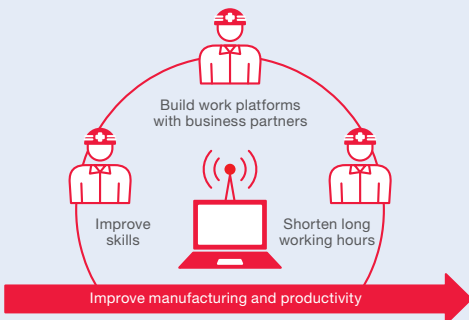 Build work platforms
with business partners
Improve
skills
Shorten long
working hours
Improve manufacturing and productivity